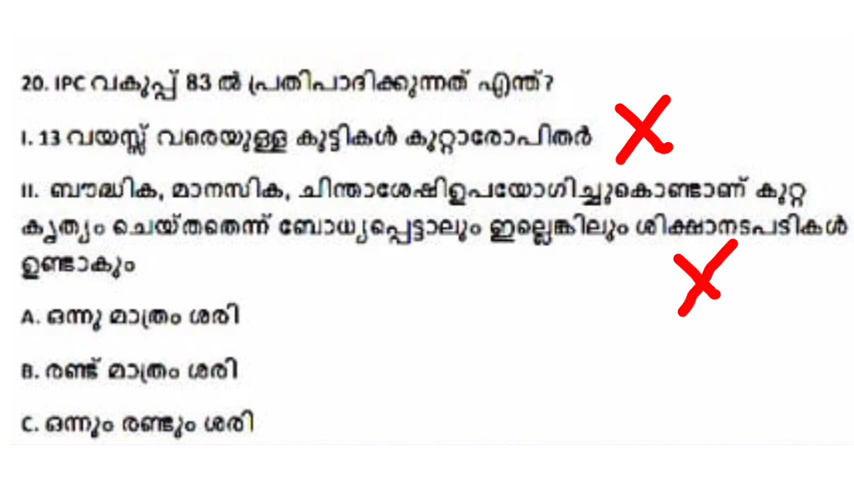 20. IPC വകുപ്പ് 83 ൽ പ്രതിപാദിക്കുന്നത് എന്ത്?
I. 13 വയസ്സ് വരെയുള്ള കുട്ടികൾ കുറ്റാരോപിതർ
II. ബൗദ്ധിക, മാനസിക, ചിന്താശേഷിഉപയോഗിച്ചുകൊണ്ടാണ് കുറ്റ
കൃത്യം ചെയ്തതെന്ന് ബോധ്യപ്പെട്ടാലും ഇല്ലെങ്കിലും ശിക്ഷാനടപടികൾ
ഉണ്ടാകും
A. ഒന്നു മാത്രം ശരി
B. രണ്ട് മാത്രം ശരി
C. ഒന്നും രണ്ടും ശരി